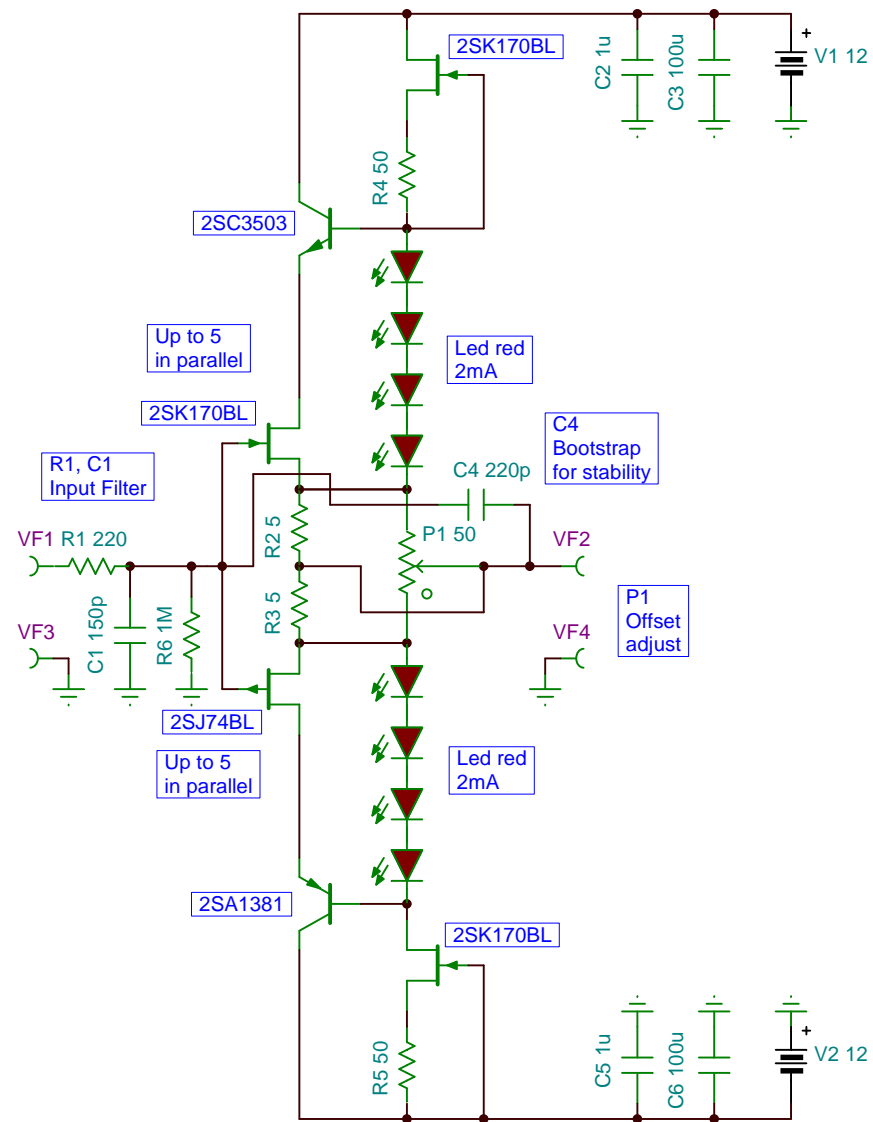 2SK170BL
C2 1u
C3 100u
+
V1 12
R4 50
2SC3503
Up to 5
in parallel
Led red
2mA
2SK170BL
C4
Bootstrap
for stability
R1, C1
Input Filter
C4 220p
VF1
R1 220
R2 5
P1 50
VF2
R3 5
P1
Offset
adjust
VF3
C1 150p
R6 1M
VF4
2SJ74BL
Up to 5
in parallel
Led red
2mA
2SA1381
2SK170BL
R5 50
C5 1u
C6 100u
+
V2 12